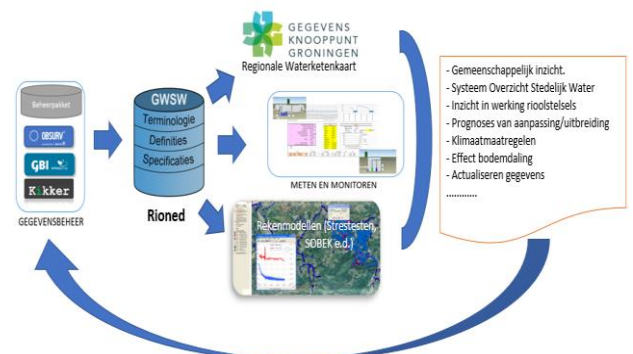 Beheerpakket
OBSURV
GBI
Kikker
GEGEVENSBEHEER
GWSW
Terminologie
Definities
Specificaties
Rioned
GEGEVENS
KNOOPPUNT
GRONINGEN
Regionale Waterketenkaart
METEN EN MONITOREN
Rekenmodellen (Strestesten,
SOBEK e.d.)
- Gemeenschappelijk inzicht.
- Systeem Overzicht Stedelijk Water
- Inzicht in werking rioolstelsels
- Prognoses van aanpassing/uitbreiding
- Klimaatmaatregelen
- Effect bodemdaling
- Actualiseren gegevens
............